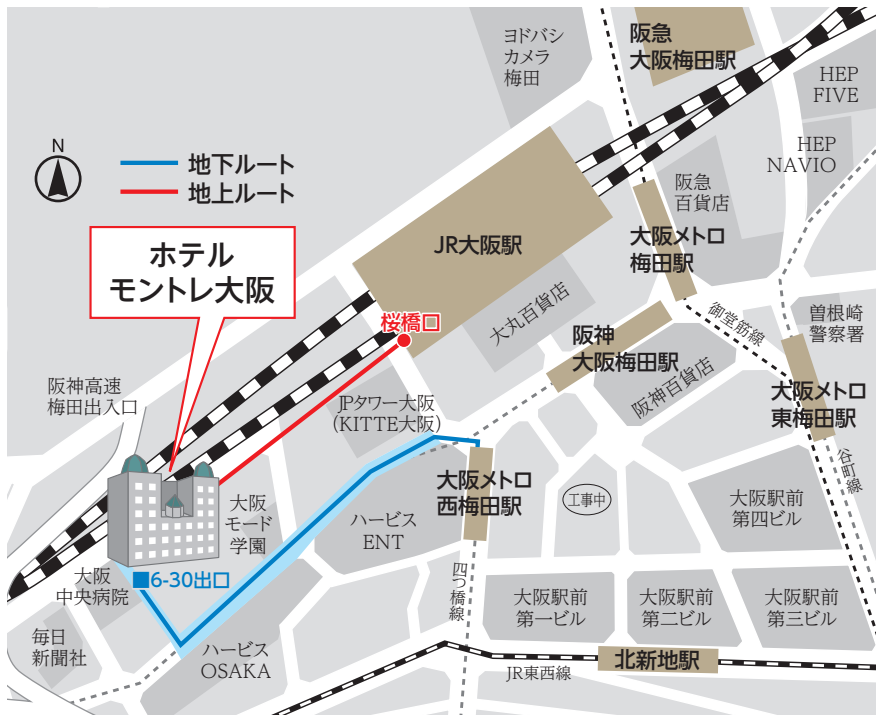 ヨドバシ
カメラ
梅田
阪急
大阪梅田駅
HEP
FIVE
HEP
NAVIO
N
地下ルート
地上ルート
阪急
百貨店
大阪メトロ
梅田駅
JR大阪駅
ホテル
モントレ大阪
桜橋口
大丸百貨店
阪神
大阪梅田駅
御堂筋線
曽根崎
警察署
阪神百貨店
大阪メトロ
東梅田駅
阪神高速
梅田出入口
JPタワー大阪
(KITTE大阪)
谷町線
大阪メトロ
西梅田駅
工事中
大阪駅前
第四ビル
大阪
モード
学園
ハービス
ENT
6-30出口
大阪
中央病院
四つ橋線
大阪駅前
第一ビル
大阪駅前
第二ビル
大阪駅前
第三ビル
毎日
新聞社
ハービス
OSAKA
JR東西線
北新地駅